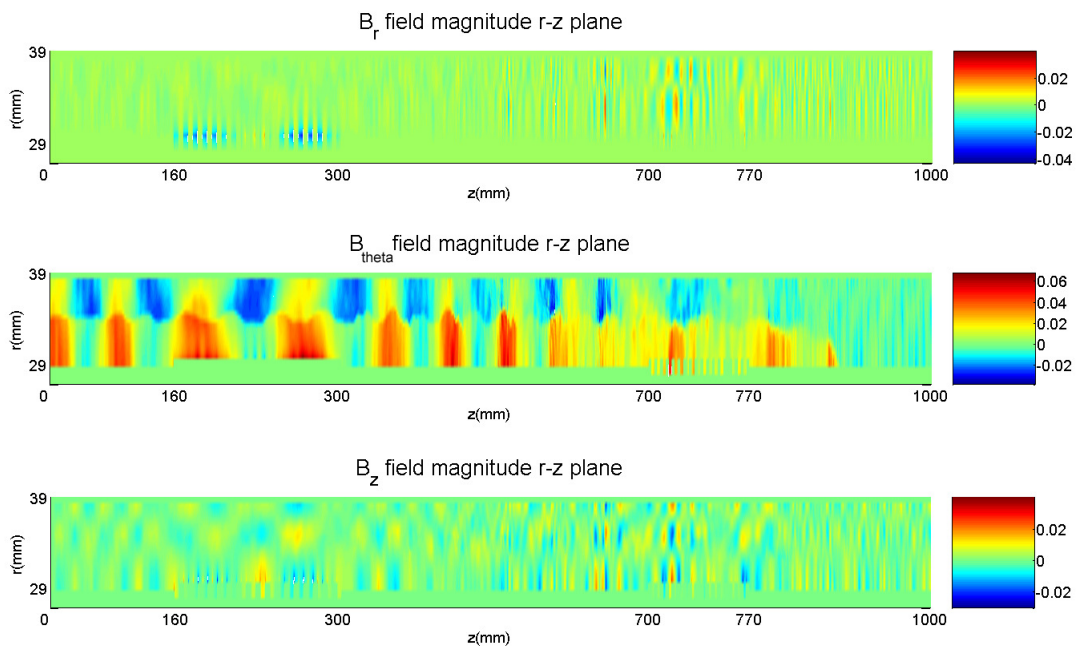 B_r field magnitude r-z plane
r(mm)
39
29
0 160 300 700 770 1000
z(mm)
0.02
0
-0.02
-0.04
B_theta field magnitude r-z plane
r(mm)
39
29
0 160 300 700 770 1000
z(mm)
0.06
0.04
0.02
0
-0.02
B_z field magnitude r-z plane
r(mm)
39
29
0 160 300 700 770 1000
z(mm)
0.02
0
-0.02